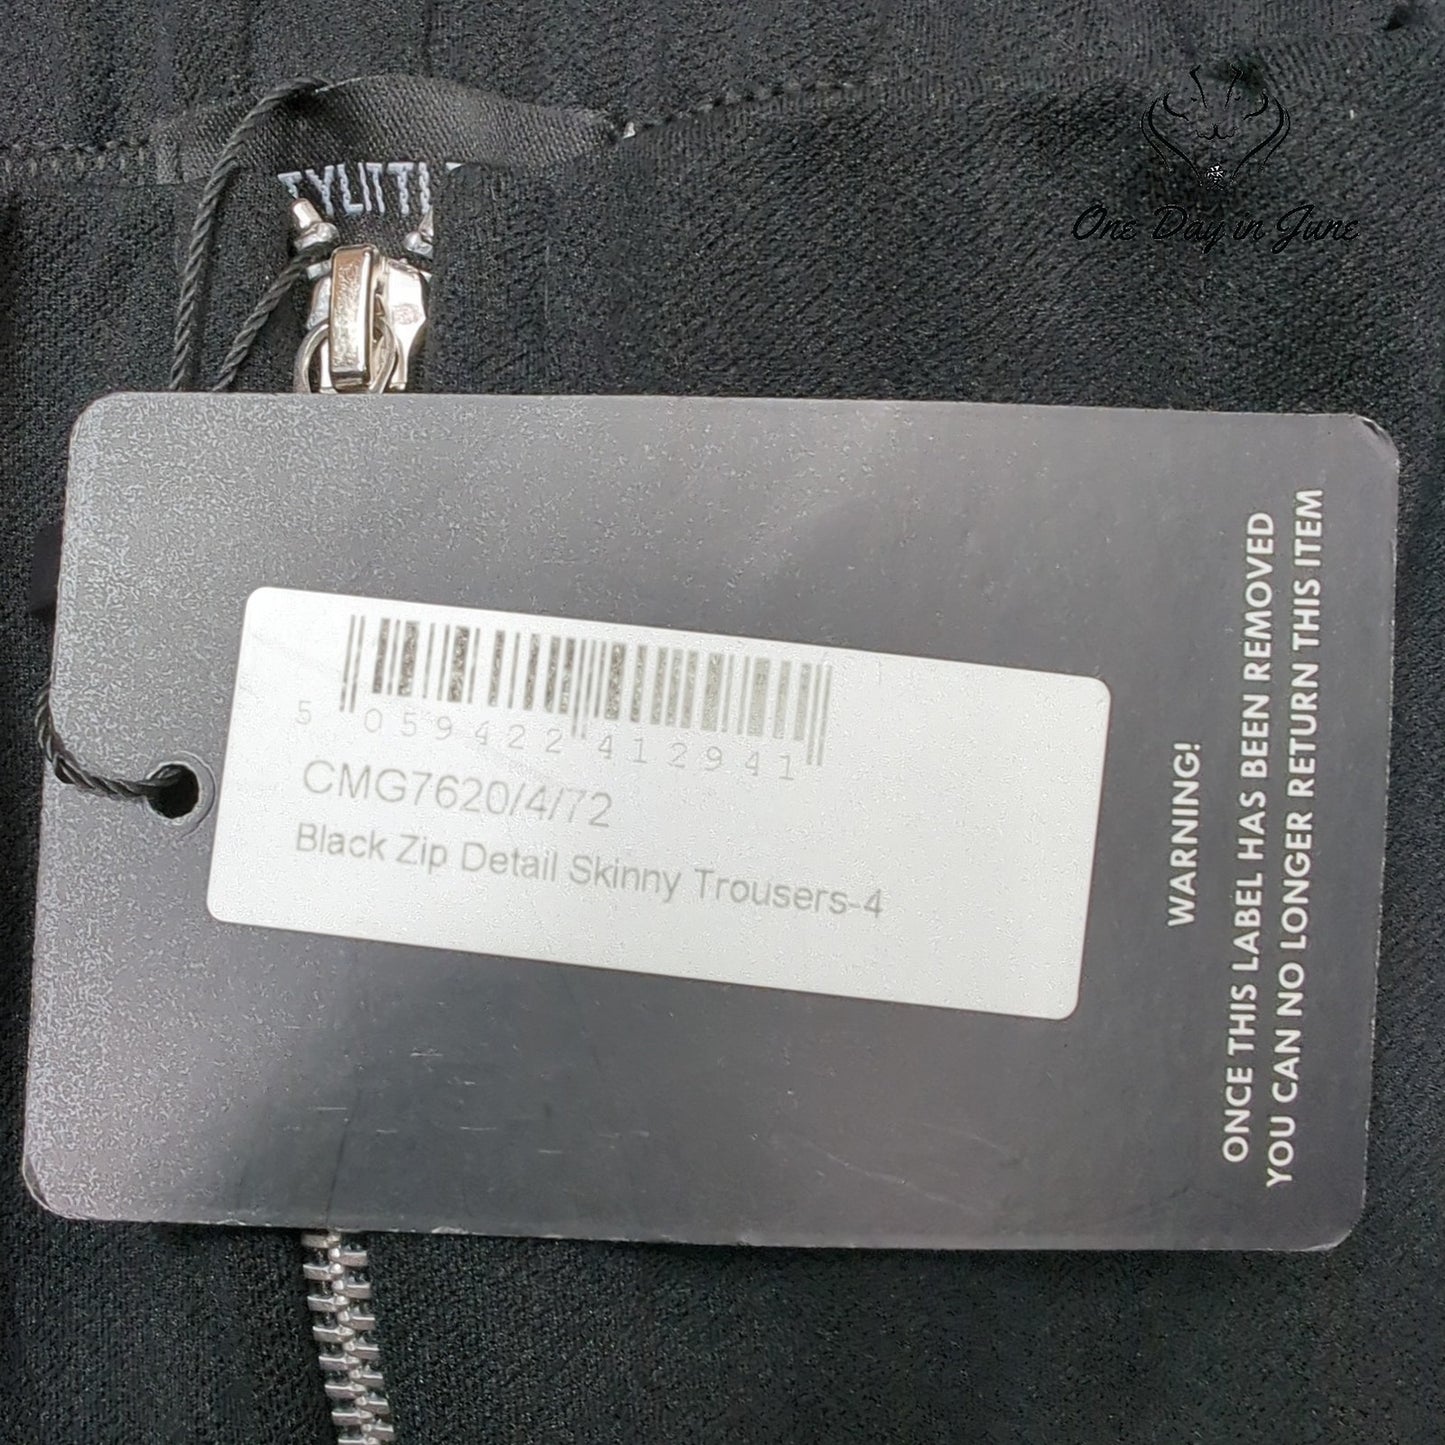 TYLITTL
One Day in June
5 059422 412941
CMG7620/4/72
Black Zip Detail Skinny Trousers-4
WARNING!
ONCE THIS LABEL HAS BEEN REMOVED
YOU CAN NO LONGER RETURN THIS ITEM